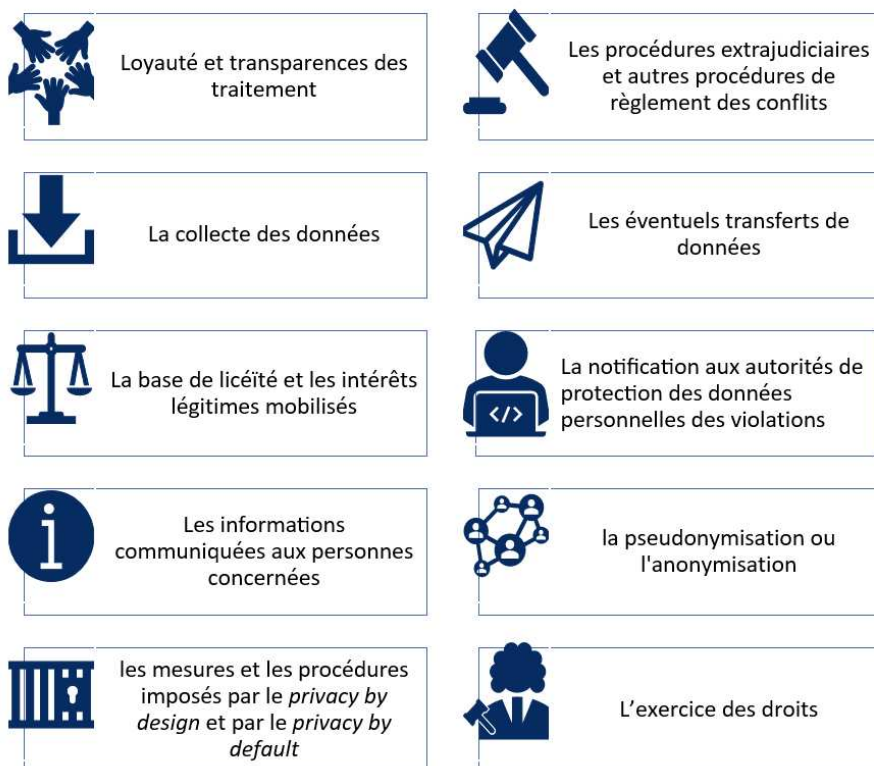 Loyauté et transparences des
traitement
Les procédures extrajudiciaires
et autres procédures de
règlement des conflits
La collecte des données
Les éventuels transferts de
données
La base de licéïté et les intérêts
légitimes mobilisés
La notification aux autorités de
protection des données
personnelles des violations
</>
Les informations
communiquées aux personnes
concernées
la pseudonymisation ou
l'anonymisation
les mesures et les procédures
imposés par le privacy by
design et par le privacy by
default
L'exercice des droits